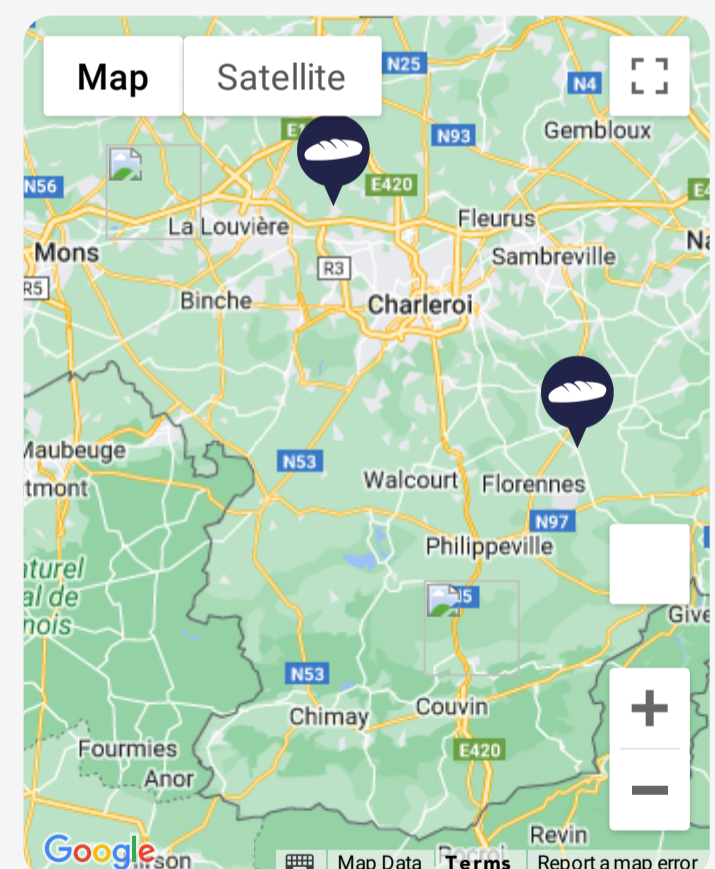 Map
Satellite
N25
N4
N93
Gembloux
E420
N56
La Louvière
Fleurus
Mons
Sambreville
R3
R5
Binche
Charleroi
Maubeuge
N53
Walcourt
Florennes
N97
Philippeville
N53
Chimay
Couvin
E420
Fourmies
Anor
Revin
Google
Map Data
Terms
Report a map error